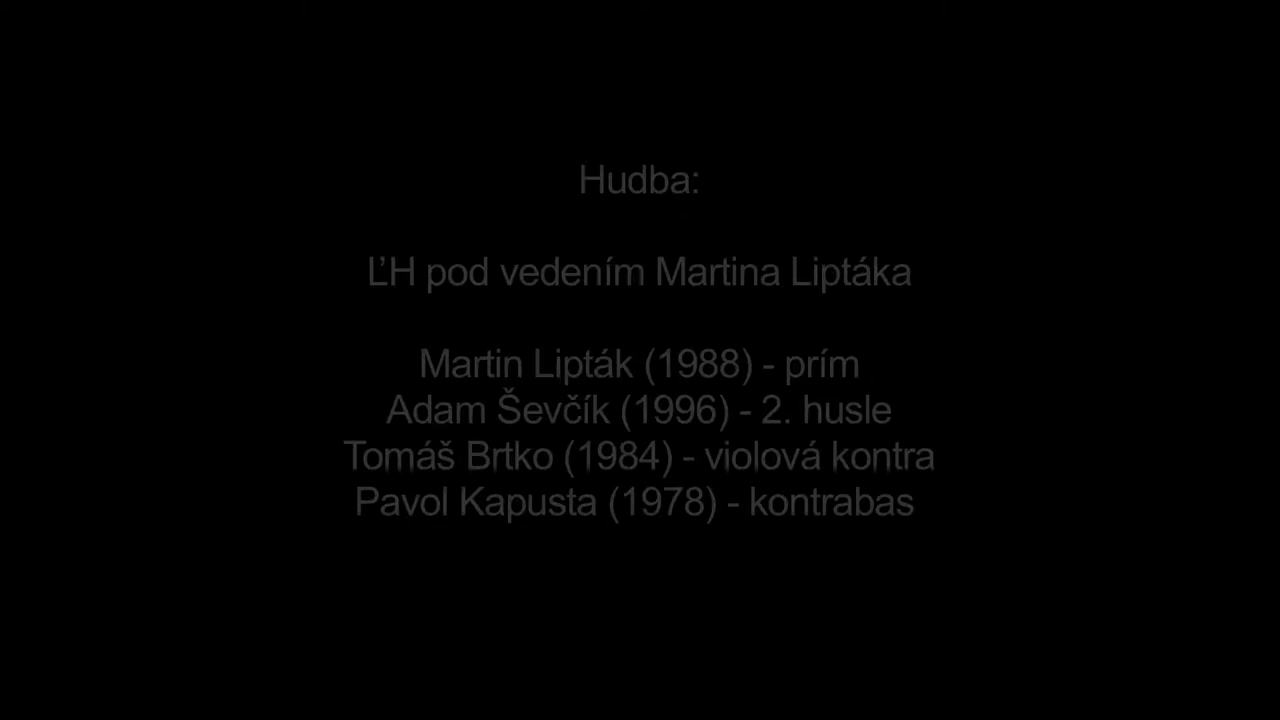 Hudba:
ĽH pod vedením Martina Liptáka
Martin Lipták (1988) - prím
Adam Ševčík (1996) - 2. husle
Tomáš Brtko (1984) - violová kontra
Pavol Kapusta (1978) - kontrabas